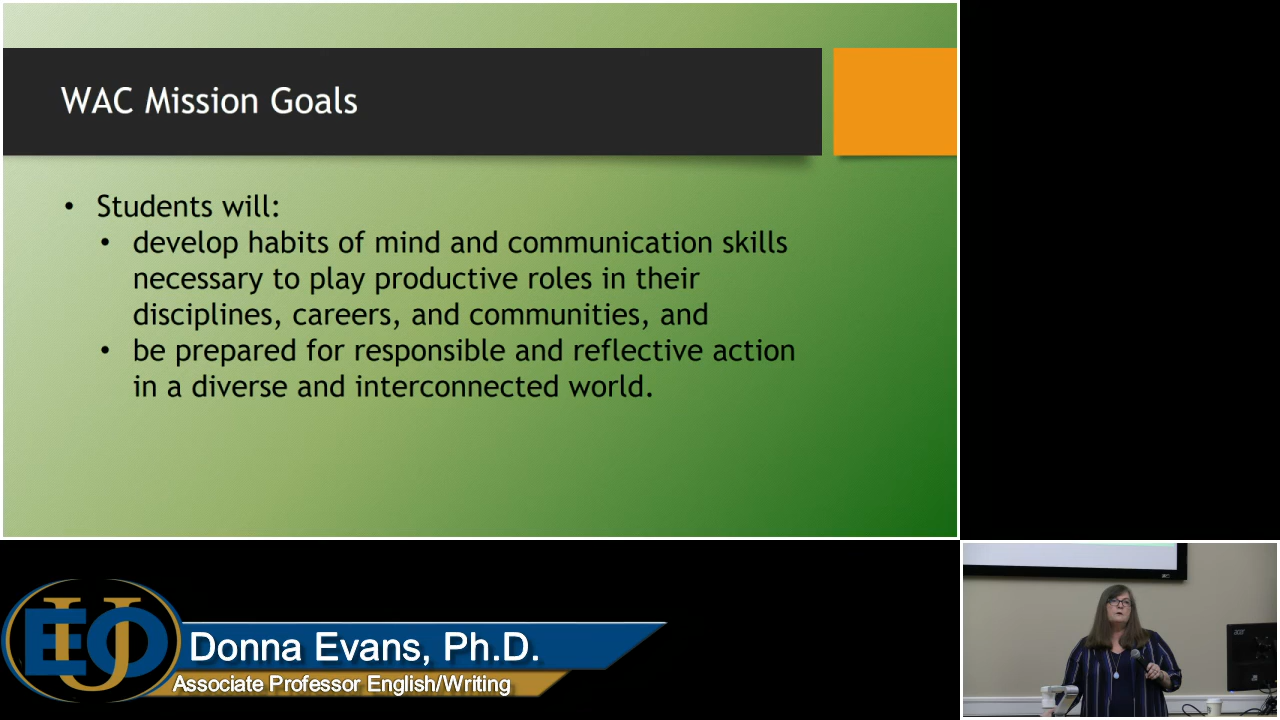 WAC Mission Goals
• Students will:
• develop habits of mind and communication skills
necessary to play productive roles in their
disciplines, careers, and communities, and
• be prepared for responsible and reflective action
in a diverse and interconnected world.
EOU
Donna Evans, Ph.D.
Associate Professor English/Writing